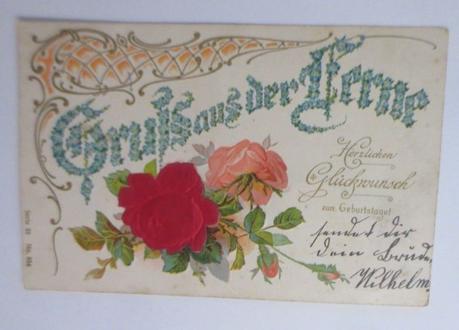 Gruss aus der Ferne
Herzlichen
Glückwunsch
zum Geburtstage!
sendet dir
dein Bruder
Wilhelm.